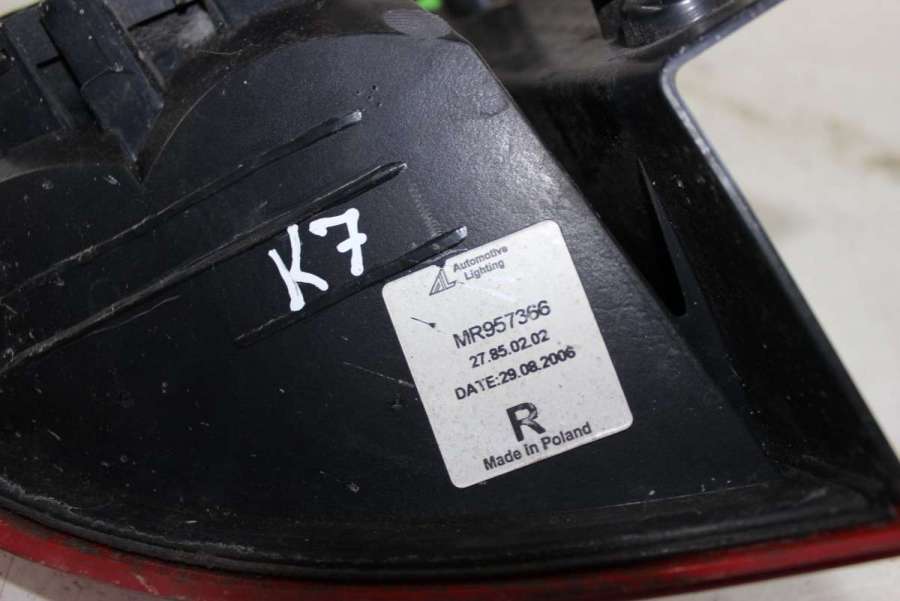 K7
Automotive
Lighting
MR957366
27.85.02.02
DATE:29.08.2006
R
Made in Poland